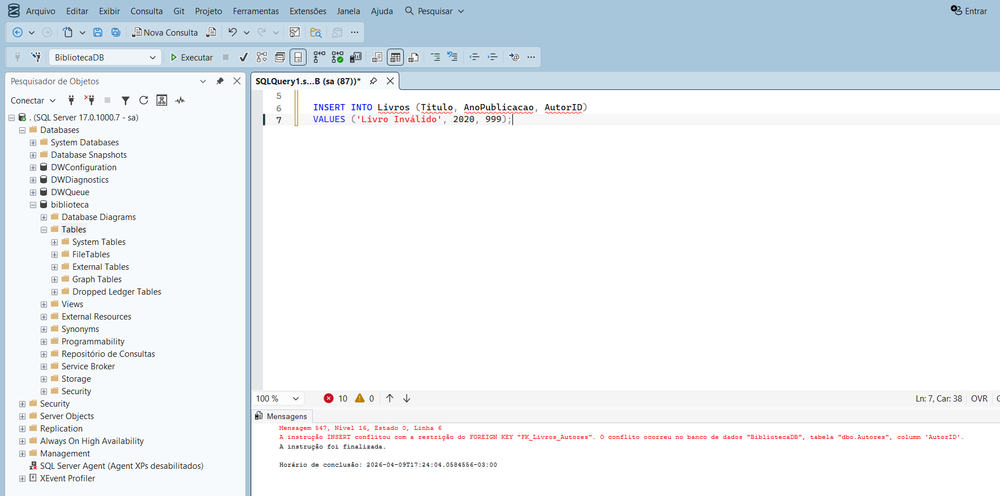 Arquivo Editar Exibir Consulta Git Projeto Ferramentas Extensões Janela Ajuda Pesquisar Entrar
Nova Consulta
BibliotecaDB Executar
Pesquisador de Objetos
Conectar
. (SQL Server 17.0.1000.7 - sa)
Databases
System Databases
Database Snapshots
DWConfiguration
DWDiagnostics
DWQueue
biblioteca
Database Diagrams
Tables
System Tables
FileTables
External Tables
Graph Tables
Dropped Ledger Tables
Views
External Resources
Synonyms
Programmability
Repositório de Consultas
Service Broker
Storage
Security
Security
Server Objects
Replication
Always On High Availability
Management
SQL Server Agent (Agent XPs desabilitados)
XEvent Profiler
SQLQuery1.s...B (sa (87))*
5
6 INSERT INTO Livros (Titulo, AnoPublicacao, AutorID)
7 VALUES ('Livro Inválido', 2020, 999);
100 % 10 0 Ln: 7, Car: 38 OVR
Mensagens
Mensagem 547, Nível 16, Estado 0, Linha 6
A instrução INSERT conflitou com a restrição do FOREIGN KEY "FK_Livros_Autores". O conflito ocorreu no banco de dados "BibliotecaDB", tabela "dbo.Autores", column 'AutorID'.
A instrução foi finalizada.
Horário de conclusão: 2026-04-09T17:24:04.0584556-03:00